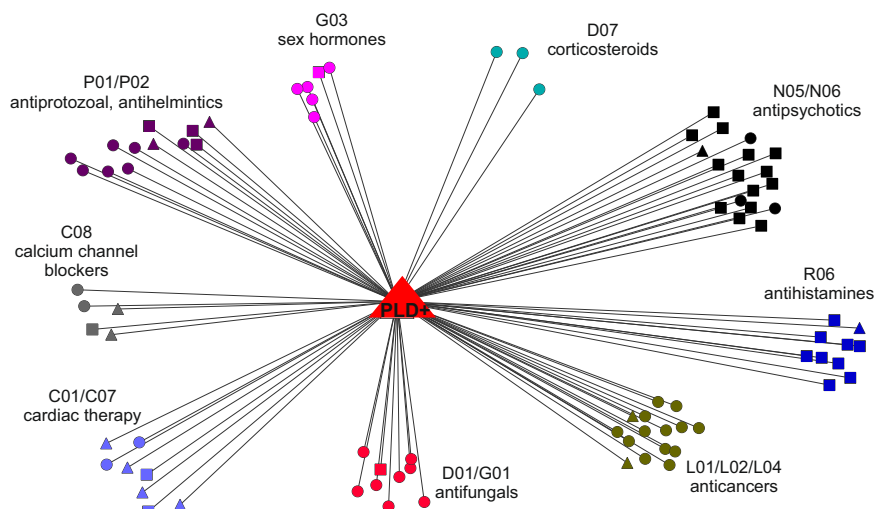 G03
sex hormones
D07
corticosteroids
P01/P02
antiprotozoal, antihelmintics
N05/N06
antipsychotics
C08
calcium channel
blockers
R06
antihistamines
PLD+
C01/C07
cardiac therapy
D01/G01
antifungals
L01/L02/L04
anticancers